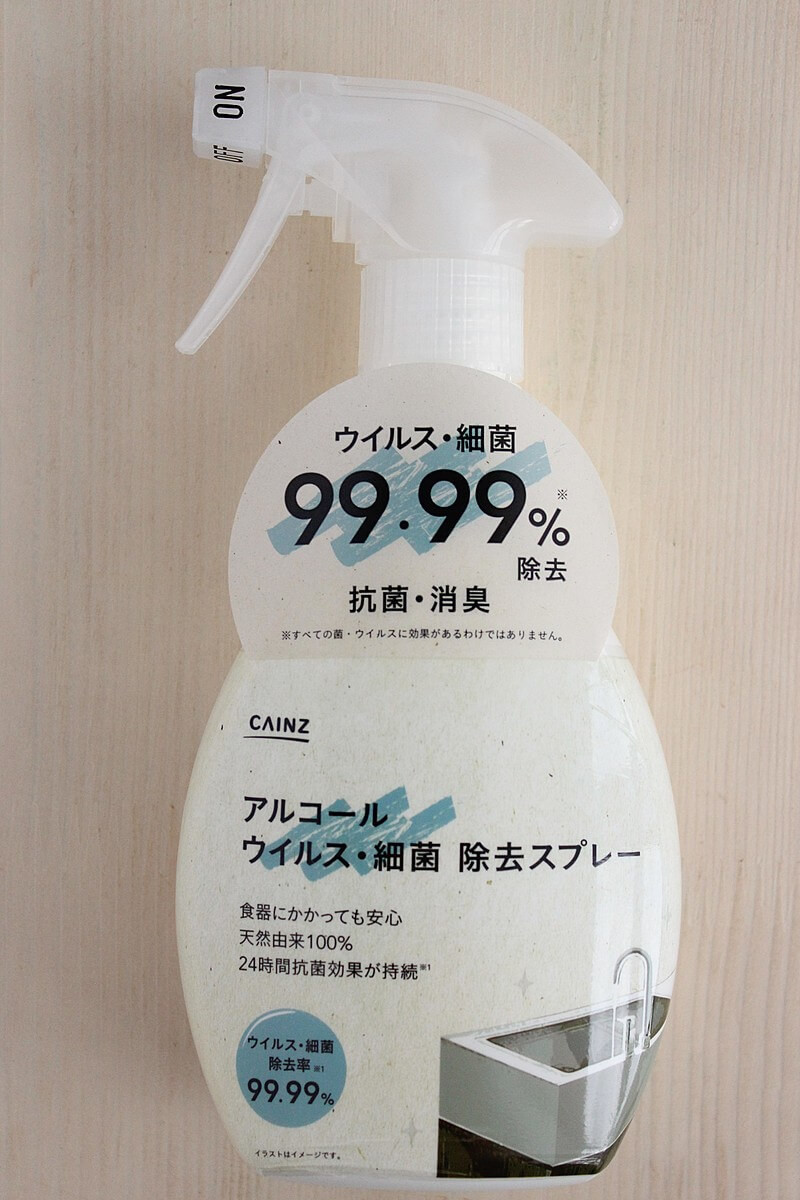 ON
OFF
ウイルス・細菌
99.99%※
除去
抗菌・消臭
※すべての菌・ウイルスに効果があるわけではありません。
CAINZ
アルコール
ウイルス・細菌 除去スプレー
食器にかかっても安心
天然由来100%
24時間抗菌効果が持続※1
ウイルス・細菌
除去率※1
99.99%
イラストはイメージです。